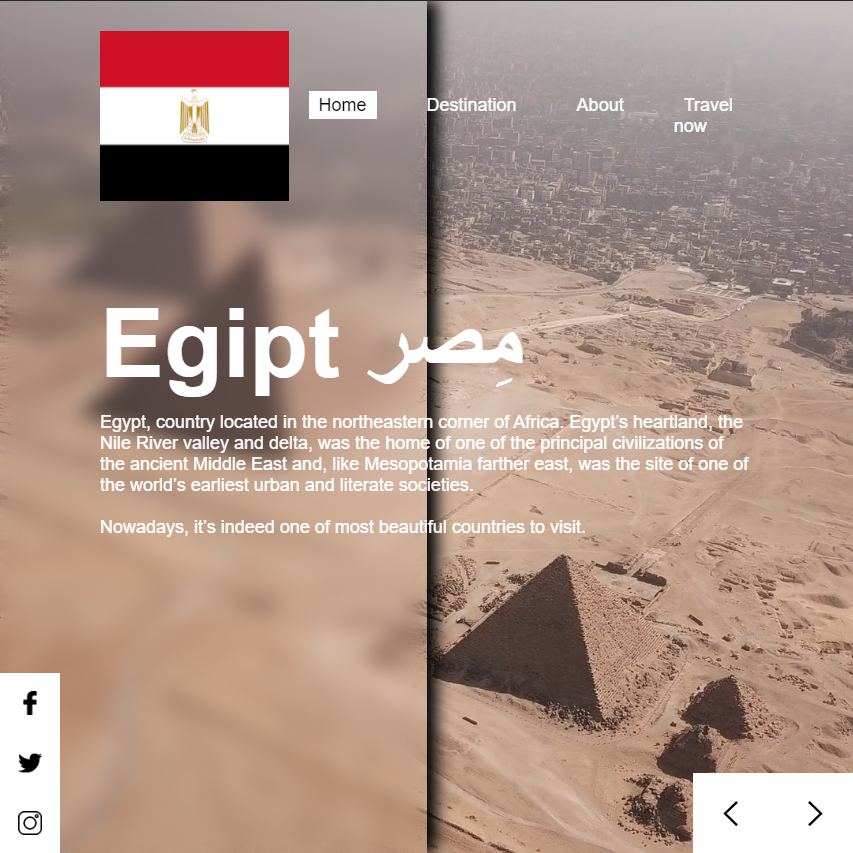 Home Destination About Travel
now
Egipt مِصر
Egypt, country located in the northeastern corner of Africa. Egypt’s heartland, the
Nile River valley and delta, was the home of one of the principal civilizations of
the ancient Middle East and, like Mesopotamia farther east, was the site of one of
the world’s earliest urban and literate societies.
Nowadays, it’s indeed one of most beautiful countries to visit.